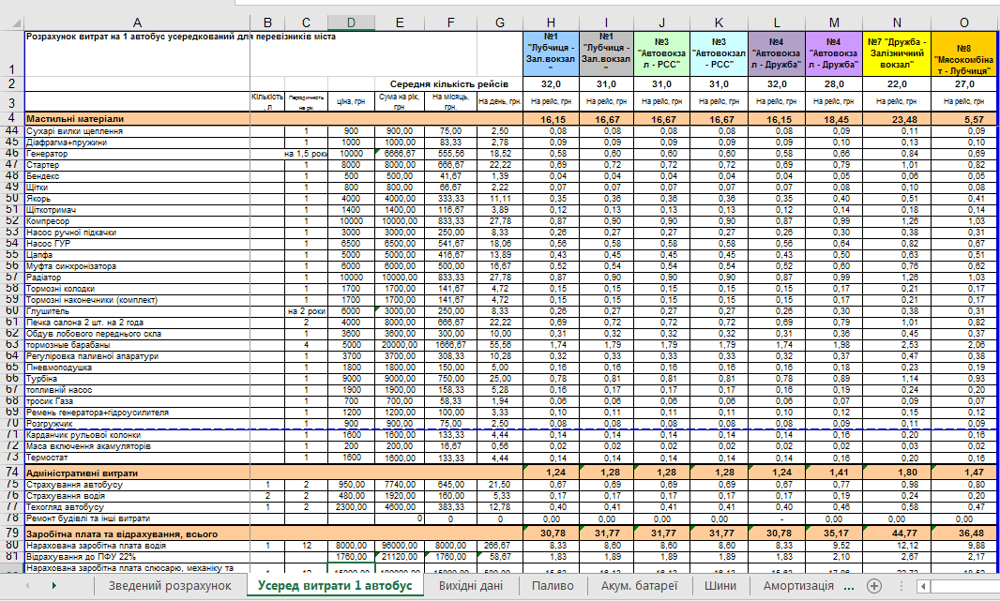 A B C D E F G H I J K L M N O
1 Розрахунок витрат на 1 автобус усередкований для перевізників міста №1 "Лубчиця - Зал.вокзал" №1 "Лубчиця - Зал.вокзал" №3 "Автовокзал - РСС" №3 "Автовокзал - РСС" №4 "Автовокзал - Дружба" №4 "Автовокзал - Дружба" №7 "Дружба - Залізничний вокзал" №8 "Мясокомбінат - Лубчиця"
2 Середня кількість рейсів 32,0 31,0 31,0 31,0 32,0 28,0 22,0 27,0
3 Кількість, л Періодичність на рік ціна, грн Сума на рік, грн На місяць, грн. На день, грн. На рейс, грн. На рейс, грн. На рейс, грн. На рейс, грн. На рейс, грн. На рейс, грн. На рейс, грн. На рейс, грн.
4 Мастильні матеріали 16,15 16,67 16,67 16,67 16,15 18,45 23,48 5,57
44 Сухарі вилки щеплення 1 900 900,00 75,00 2,50 0,08 0,08 0,08 0,08 0,08 0,09 0,11 0,09
45 Діафрагма+пружини 1 1000 1000,00 83,33 2,78 0,09 0,09 0,09 0,09 0,09 0,10 0,13 0,10
46 Генератор на 1,5 роки 10000 6666,67 555,56 18,52 0,58 0,60 0,60 0,60 0,58 0,66 0,84 0,69
47 Стартер 1 8000 8000,00 666,67 22,22 0,69 0,72 0,72 0,72 0,69 0,79 1,01 0,82
48 Бендекс 1 500 500,00 41,67 1,39 0,04 0,04 0,04 0,04 0,04 0,05 0,06 0,05
49 Щітки 1 800 800,00 66,67 2,22 0,07 0,07 0,07 0,07 0,07 0,08 0,10 0,08
50 Якорь 1 4000 4000,00 333,33 11,11 0,35 0,36 0,36 0,36 0,35 0,40 0,51 0,41
51 Щіткотримач 1 1400 1400,00 116,67 3,89 0,12 0,13 0,13 0,13 0,12 0,14 0,18 0,14
52 Компресор 1 10000 10000,00 833,33 27,78 0,87 0,90 0,90 0,90 0,87 0,99 1,26 1,03
53 Насос ручної підкачки 1 3000 3000,00 250,00 8,33 0,26 0,27 0,27 0,27 0,26 0,30 0,38 0,31
54 Насос ГУР 1 6500 6500,00 541,67 18,06 0,56 0,58 0,58 0,58 0,56 0,64 0,82 0,67
55 Цапфа 1 5000 5000,00 416,67 13,89 0,43 0,45 0,45 0,45 0,43 0,50 0,63 0,51
56 Муфта синхронізатора 1 6000 6000,00 500,00 16,67 0,52 0,54 0,54 0,54 0,52 0,60 0,76 0,62
57 Радіатор 1 10000 10000,00 833,33 27,78 0,87 0,90 0,90 0,90 0,87 0,99 1,26 1,03
58 Тормозні колодки 1 1700 1700,00 141,67 4,72 0,15 0,15 0,15 0,15 0,15 0,17 0,21 0,17
59 Тормозні наконечники (комплект) 1 1700 1700,00 141,67 4,72 0,15 0,15 0,15 0,15 0,15 0,17 0,21 0,17
60 Глушитель на 2 роки 6000 3000,00 250,00 8,33 0,26 0,27 0,27 0,27 0,26 0,30 0,38 0,31
61 Печка салона 2 шт. на 2 года 2 4000 8000,00 666,67 22,22 0,69 0,72 0,72 0,72 0,69 0,79 1,01 0,82
62 Обдув лобового переднього скла 1 3600 3600,00 300,00 10,00 0,31 0,32 0,32 0,32 0,31 0,36 0,45 0,37
63 тормозные барабаны 4 5000 20000,00 1666,67 55,56 1,74 1,79 1,79 1,79 1,74 1,98 2,53 2,06
64 Регуліровка паливної апаратури 1 3700 3700,00 308,33 10,28 0,32 0,33 0,33 0,33 0,32 0,37 0,47 0,38
65 Пневмоподушка 1 1800 1800,00 150,00 5,00 0,16 0,16 0,16 0,16 0,16 0,18 0,23 0,19
66 Турбіна 1 9000 9000,00 750,00 25,00 0,78 0,81 0,81 0,81 0,78 0,89 1,14 0,93
67 топливній насос 1 1900 1900,00 158,33 5,28 0,16 0,17 0,17 0,17 0,16 0,19 0,24 0,20
68 тросик Газа 1 700 700,00 58,33 1,94 0,06 0,06 0,06 0,06 0,06 0,07 0,09 0,07
69 Ремень генератора+гідроусилителя 1 1200 1200,00 100,00 3,33 0,10 0,11 0,11 0,11 0,10 0,12 0,15 0,12
70 Розгружчик 1 900 900,00 75,00 2,50 0,08 0,08 0,08 0,08 0,08 0,09 0,11 0,09
71 Карданчик рульової колонки 1 1600 1600,00 133,33 4,44 0,14 0,14 0,14 0,14 0,14 0,16 0,20 0,16
72 Маса включення акамуляторів 1 200 200,00 16,67 0,56 0,02 0,02 0,02 0,02 0,02 0,02 0,03 0,02
73 Термостат 1 1600 1600,00 133,33 4,44 0,14 0,14 0,14 0,14 0,14 0,16 0,20 0,16
74 Адміністративні витрати 1,24 1,28 1,28 1,28 1,24 1,41 1,80 1,47
75 Страхування автобусу 1 2 950,00 7740,00 645,00 21,50 0,67 0,69 0,69 0,69 0,67 0,77 0,98 0,80
76 Страхування водія 2 2 480,00 1920,00 160,00 5,33 0,17 0,17 0,17 0,17 0,17 0,19 0,24 0,20
77 Техогляд автобусу 1 2 2300,00 4600,00 383,33 12,78 0,40 0,41 0,41 0,41 0,40 0,46 0,58 0,47
78 Ремонт будівлі та інші витрати 0 0 0 0,00 0,00 0,00 0,00 - 0,00 0,00 0,00
79 Заробітна плата та відрахування, всього 30,78 31,77 31,77 31,77 30,78 35,17 44,77 36,48
80 Нарахована заробітна плата водія 1 12 8000,00 96000,00 8000,00 266,67 8,33 8,60 8,60 8,60 8,33 9,52 12,12 9,88
81 Відрахування до ПФУ 22% 1760,00 21120,00 1760,00 58,67 1,83 1,89 1,89 1,89 1,83 2,10 2,67 2,17
Нарахована заробітна плата слюсарю, механіку та
Зведений розрахунок Усеред витрати 1 автобус Вихідні дані Паливо Акум. батареї Шини Амортизація ...